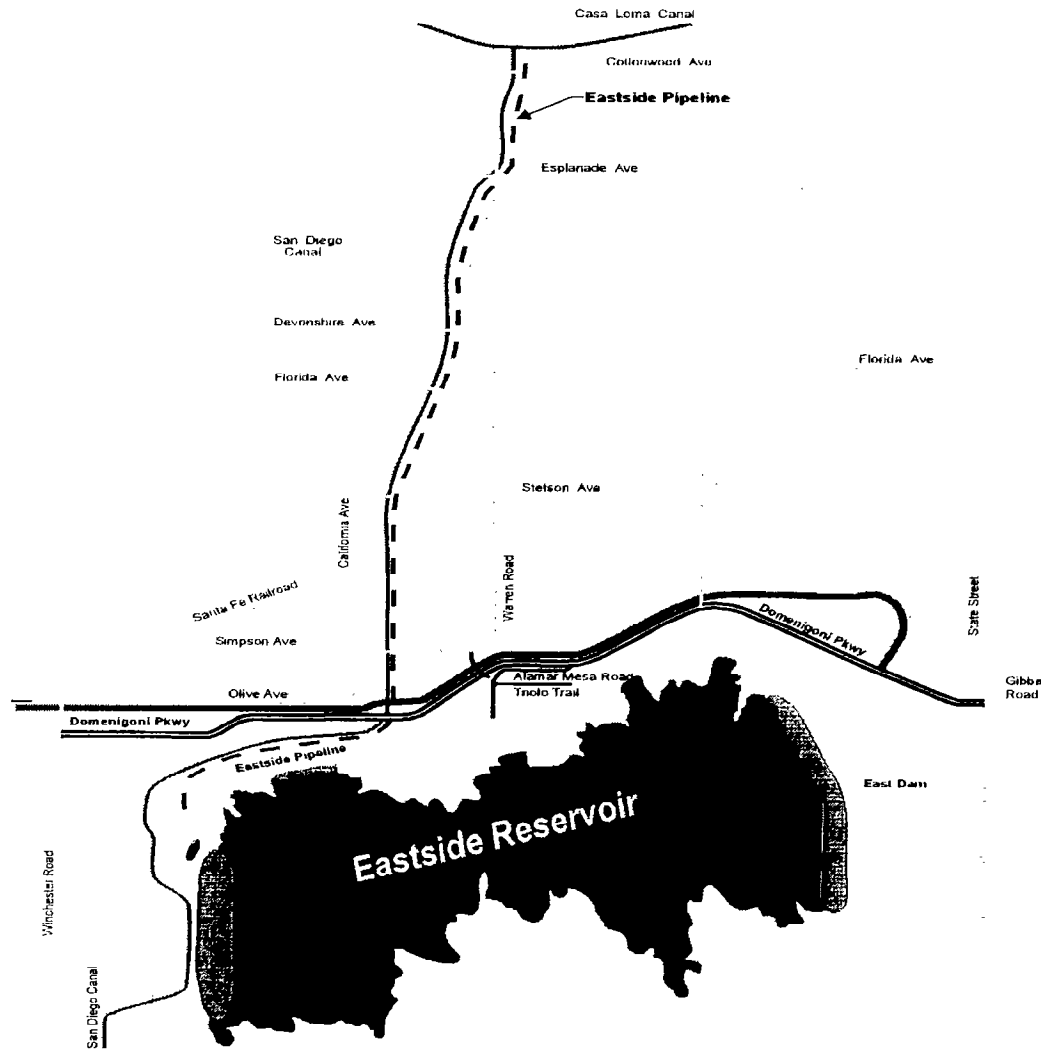 Casa Loma Canal
Cottonwood Ave
Eastside Pipeline
Esplanade Ave
San Diego
Canal
Devonshire Ave
Florida Ave
Florida Ave
Stetson Ave
California Ave
Warren Road
Santa Fe Railroad
State Street
Simpson Ave
Domenigoni Pkwy
Alamar Mesa Road
Tnolo Trail
Gibbe
Road
Olive Ave
Domenigoni Pkwy
Eastside Pipeline
East Dam
Eastside Reservoir
Winchester Road
San Diego Canal